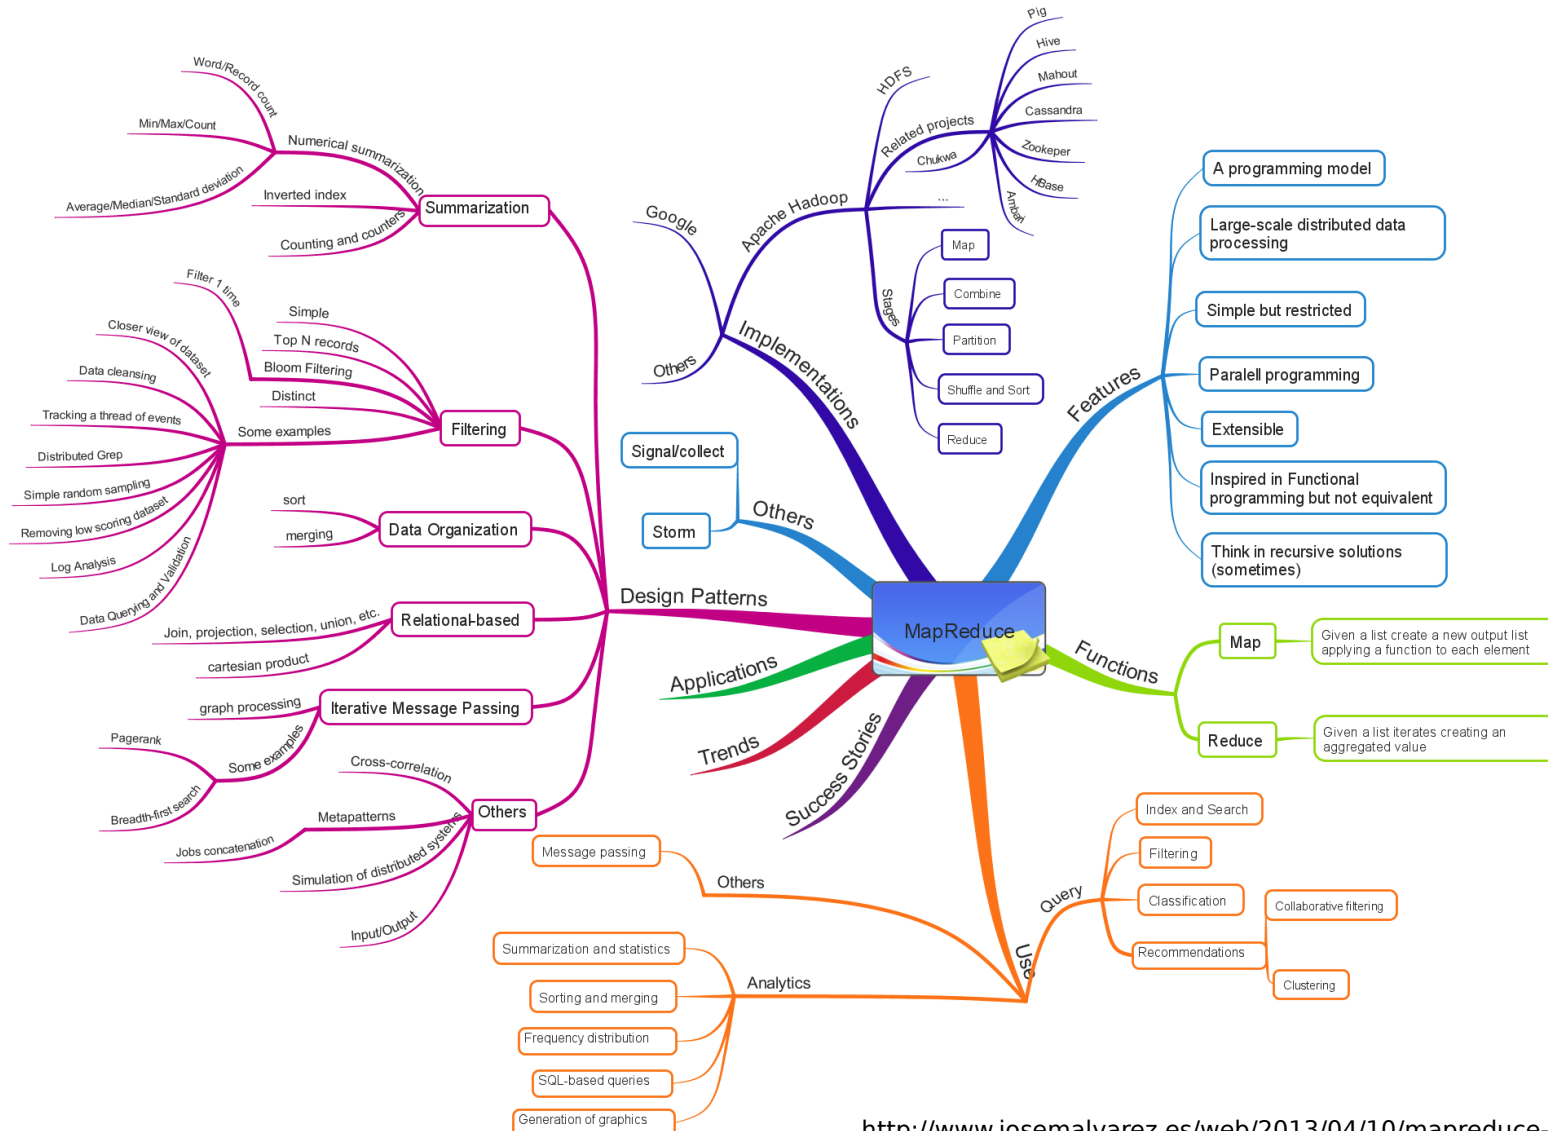 MapReduce
Features
A programming model
Large-scale distributed data
processing
Simple but restricted
Paralell programming
Extensible
Inspired in Functional
programming but not equivalent
Think in recursive solutions
(sometimes)
Functions
Map
Given a list create a new output list
applying a function to each element
Reduce
Given a list iterates creating an
aggregated value
Use
Query
Index and Search
Filtering
Classification
Recommendations
Collaborative filtering
Clustering
Analytics
Summarization and statistics
Sorting and merging
Frequency distribution
SQL-based queries
Generation of graphics
Others
Message passing
Success Stories
Trends
Applications
Design Patterns
Summarization
Numerical summarization
Word/Record count
Min/Max/Count
Average/Median/Standard deviation
Inverted index
Counting and counters
Filtering
Simple
Top N records
Bloom Filtering
Filter 1 time
Distinct
Some examples
Closer view of dataset
Data cleansing
Tracking a thread of events
Distributed Grep
Simple random sampling
Removing low scoring dataset
Log Analysis
Data Querying and Validation
Data Organization
sort
merging
Relational-based
Join, projection, selection, union, etc.
cartesian product
Iterative Message Passing
graph processing
Some examples
Pagerank
Breadth-first search
Others
Cross-correlation
Metapatterns
Jobs concatenation
Simulation of distributed systems
Input/Output
Others
Signal/collect
Storm
Implementations
Google
Apache Hadoop
HDFS
Related projects
Pig
Hive
Mahout
Cassandra
Zookeper
HBase
Ambari
Chukwa
...
Stages
Map
Combine
Partition
Shuffle and Sort
Reduce
Others
http://www.josemalvarez.es/web/2013/04/10/mapreduce-